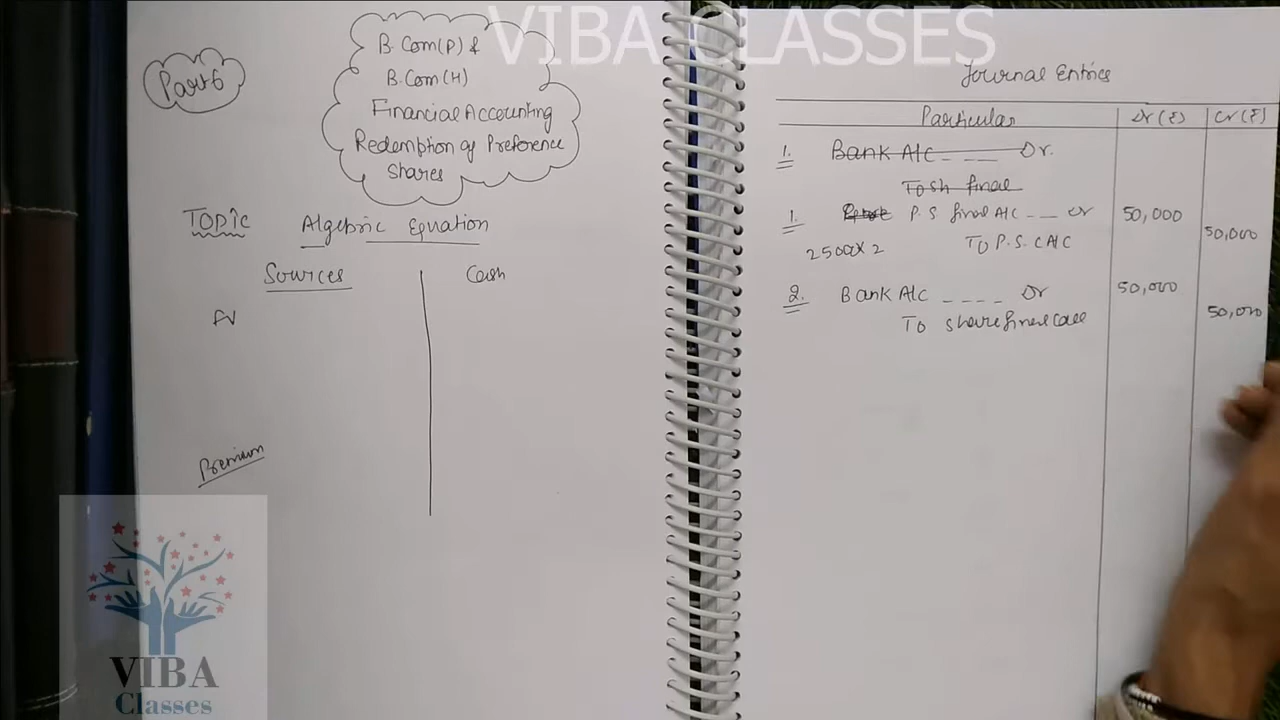 VIBA CLASSES
Part 6
B.Com(P) &
B.Com(H)
Financial Accounting
Redemption of Preference
Shares
TOPIC Algebric Equation
Sources Cash
FV
Premium
VIBA
Classes
Journal Entries
Particular Dr (₹) Cr (₹)
1. Bank A/c _ _ _ Dr.
To sh final
1. P.S final A/c _ _ Dr 50,000
2500x2 To P.S.C A/C 50,000
2. Bank A/c _ _ _ _ Dr 50,000
To share final call 50,000